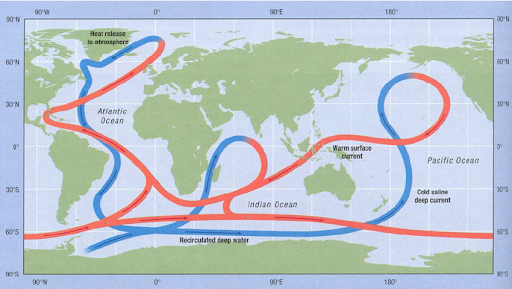 90°W 0° 90°E 180°
90°N 90°N
Heat release
to atmosphere
60°N 60°N
30°N 30°N
Atlantic
Ocean
0° 0°
Warm surface
current
Pacific Ocean
30°S 30°S
Cold saline
deep current
Indian Ocean
60°S 60°S
Recirculated deep water
90°S 90°S
90°W 0° 90°E 180°